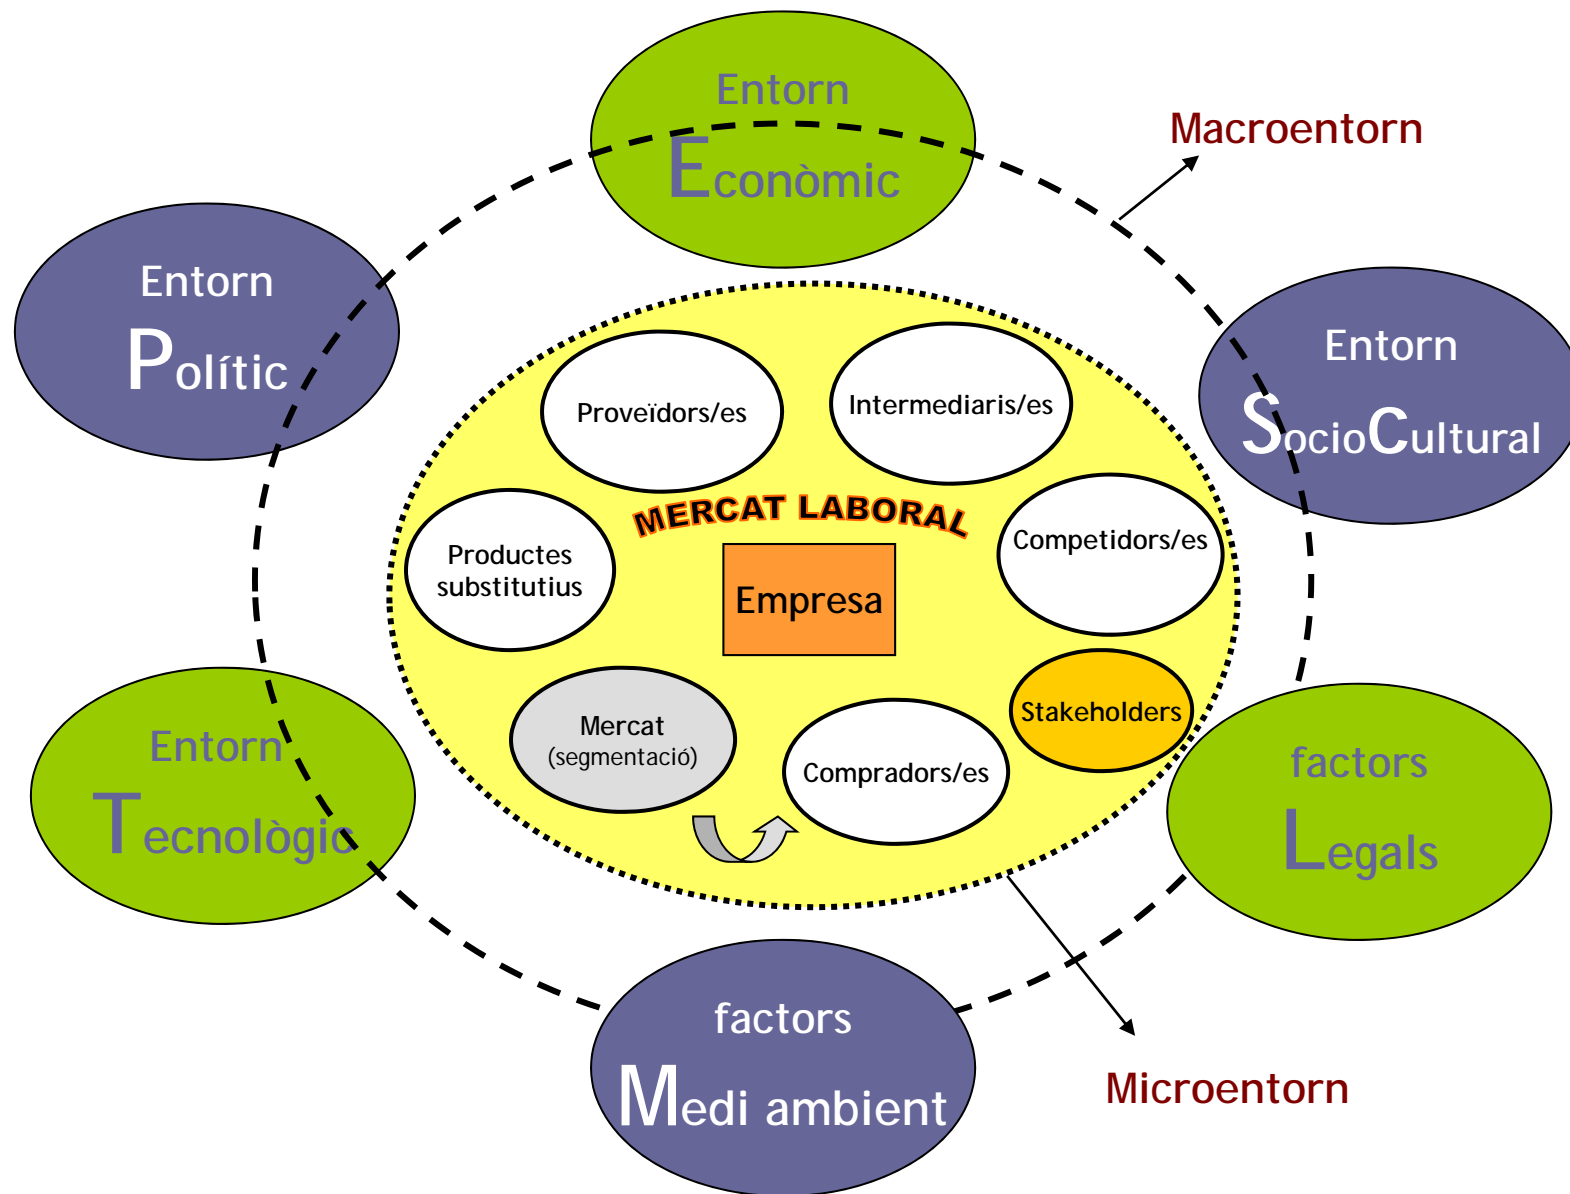 Entorn
Econòmic
Macroentorn
Entorn
Polític
Entorn
SocioCultural
Proveïdors/es
Intermediaris/es
MERCAT LABORAL
Productes
substitutius
Empresa
Competidors/es
Mercat
(segmentació)
Compradors/es
Stakeholders
Entorn
Tecnològic
factors
Legals
factors
Medi ambient
Microentorn